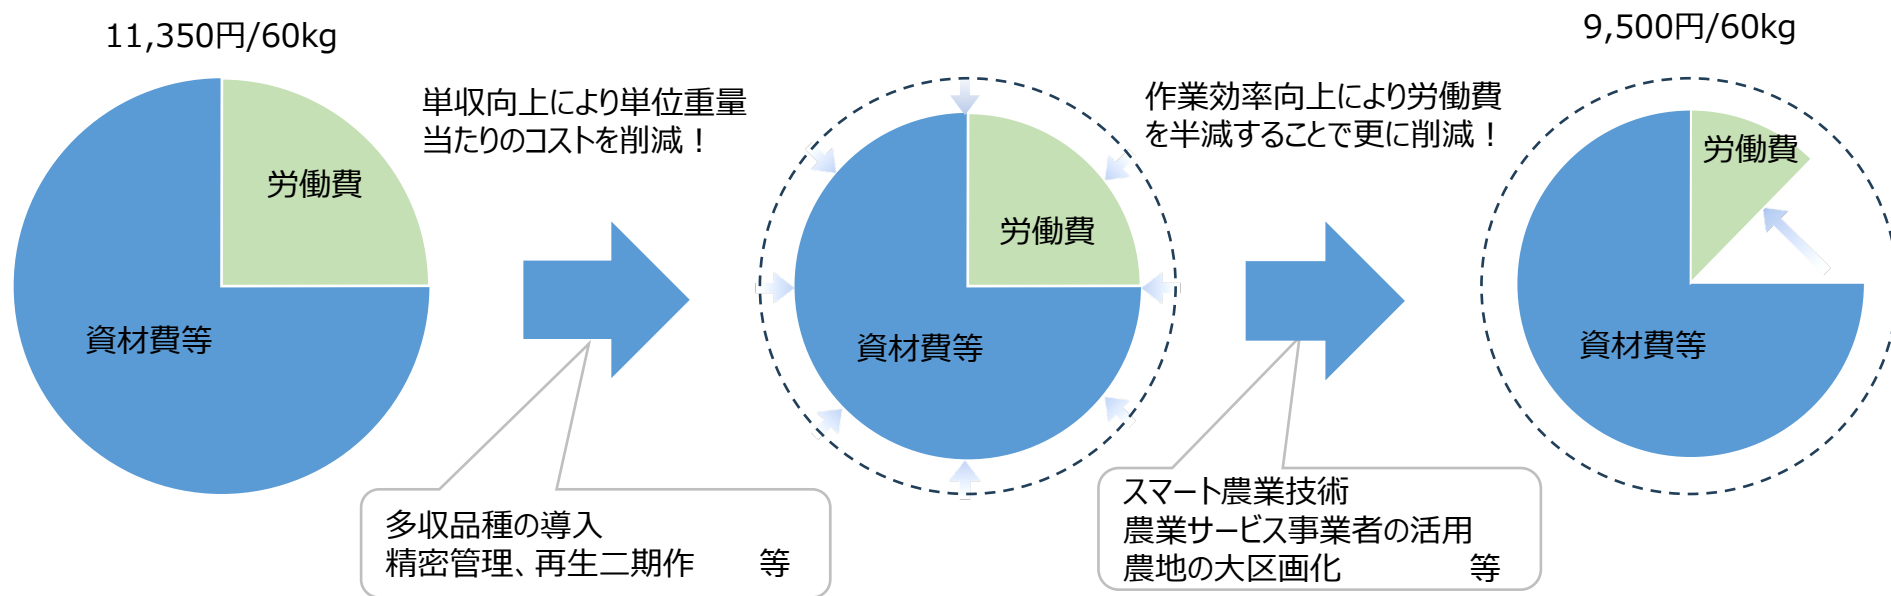 11,350円/60kg
労働費
資材費等
単収向上により単位重量
当たりのコストを削減！
多収品種の導入
精密管理、再生二期作　　等
労働費
資材費等
作業効率向上により労働費
を半減することで更に削減！
スマート農業技術
農業サービス事業者の活用
農地の大区画化　　　　等
9,500円/60kg
労働費
資材費等